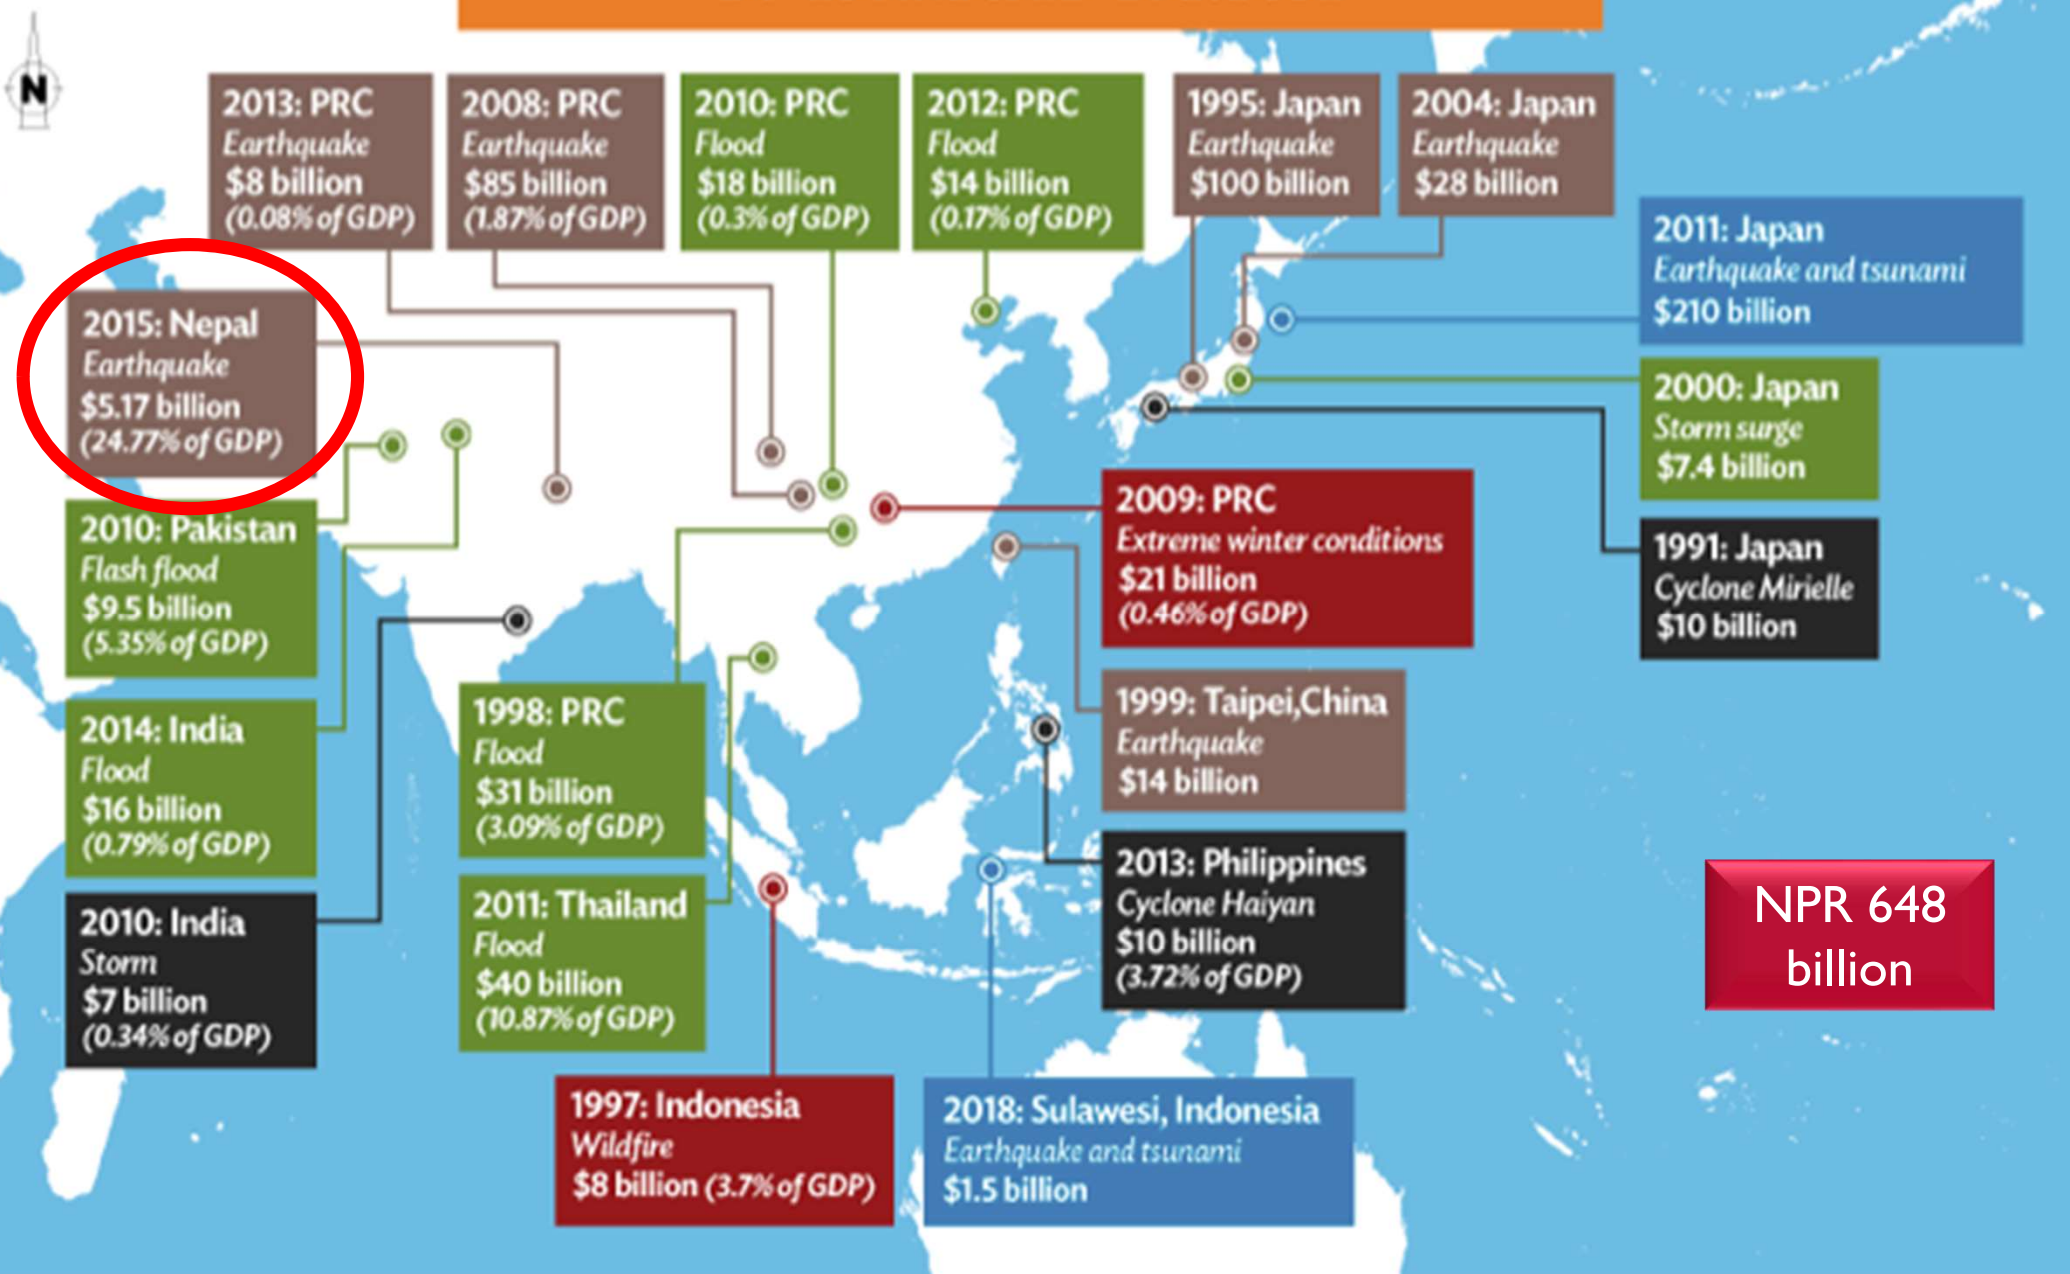 N
2013: PRC
Earthquake
$8 billion
(0.08% of GDP)
2008: PRC
Earthquake
$85 billion
(1.87% of GDP)
2010: PRC
Flood
$18 billion
(0.3% of GDP)
2012: PRC
Flood
$14 billion
(0.17% of GDP)
1995: Japan
Earthquake
$100 billion
2004: Japan
Earthquake
$28 billion
2011: Japan
Earthquake and tsunami
$210 billion
2015: Nepal
Earthquake
$5.17 billion
(24.77% of GDP)
2000: Japan
Storm surge
$7.4 billion
2010: Pakistan
Flash flood
$9.5 billion
(5.35% of GDP)
2009: PRC
Extreme winter conditions
$21 billion
(0.46% of GDP)
1991: Japan
Cyclone Mirielle
$10 billion
2014: India
Flood
$16 billion
(0.79% of GDP)
1998: PRC
Flood
$31 billion
(3.09% of GDP)
1999: Taipei,China
Earthquake
$14 billion
2010: India
Storm
$7 billion
(0.34% of GDP)
2011: Thailand
Flood
$40 billion
(10.87% of GDP)
2013: Philippines
Cyclone Haiyan
$10 billion
(3.72% of GDP)
NPR 648
billion
1997: Indonesia
Wildfire
$8 billion (3.7% of GDP)
2018: Sulawesi, Indonesia
Earthquake and tsunami
$1.5 billion